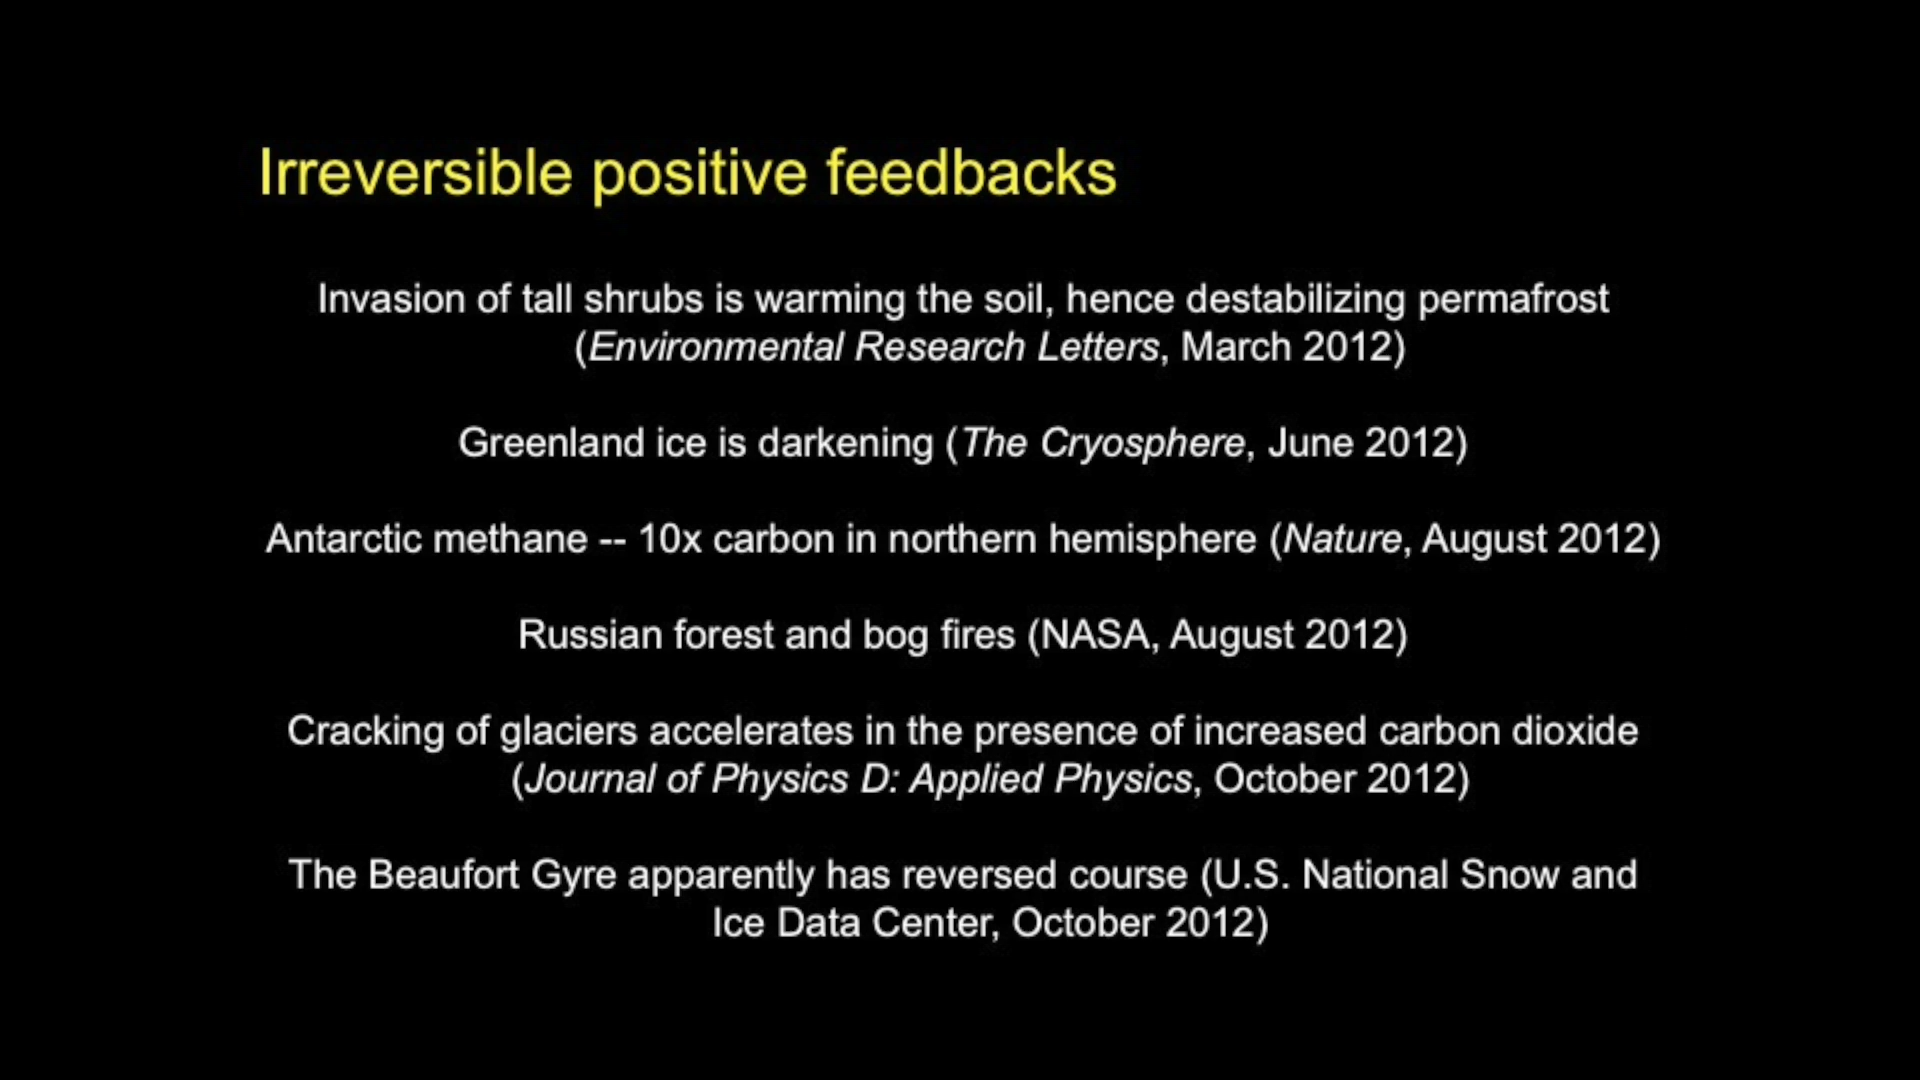 Irreversible positive feedbacks
Invasion of tall shrubs is warming the soil, hence destabilizing permafrost
(Environmental Research Letters, March 2012)
Greenland ice is darkening (The Cryosphere, June 2012)
Antarctic methane -- 10x carbon in northern hemisphere (Nature, August 2012)
Russian forest and bog fires (NASA, August 2012)
Cracking of glaciers accelerates in the presence of increased carbon dioxide
(Journal of Physics D: Applied Physics, October 2012)
The Beaufort Gyre apparently has reversed course (U.S. National Snow and
Ice Data Center, October 2012)